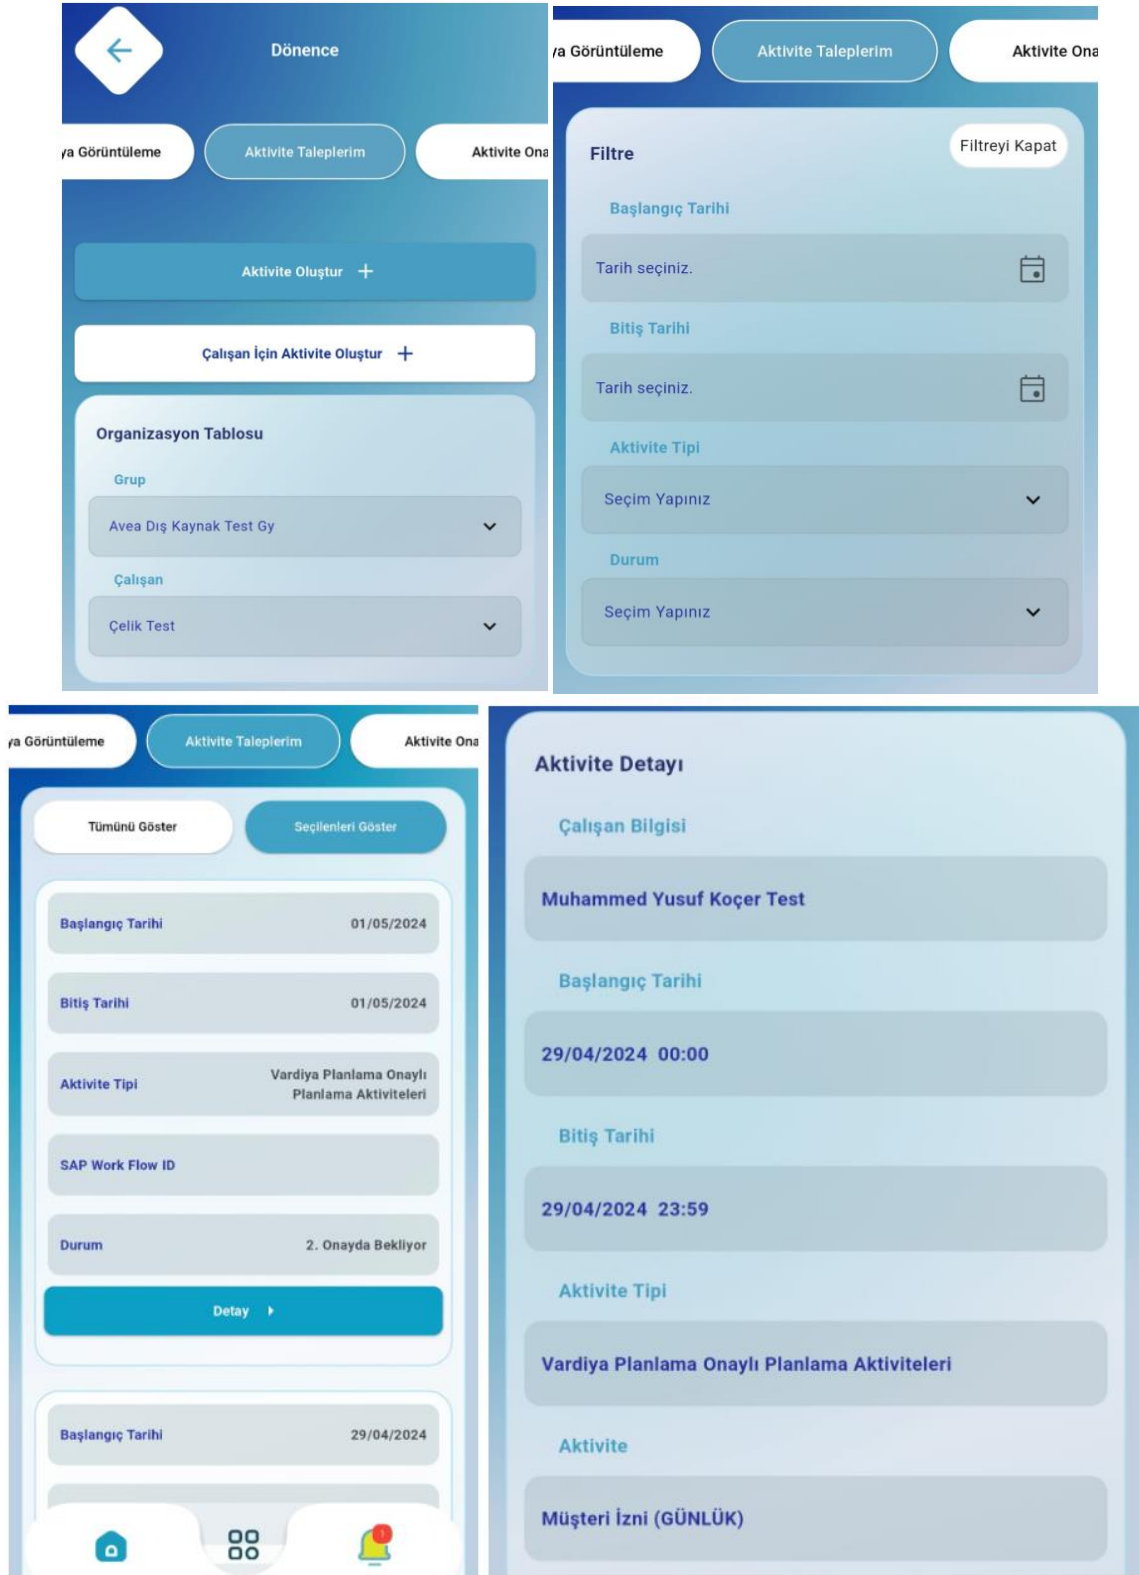 Dönence
ya Görüntüleme
Aktivite Taleplerim
Aktivite Ona
Aktivite Oluştur +
Çalışan İçin Aktivite Oluştur +
Organizasyon Tablosu
Grup
Avea Dış Kaynak Test Gy
Çalışan
Çelik Test
ya Görüntüleme
Aktivite Taleplerim
Aktivite Ona
Filtre
Filtreyi Kapat
Başlangıç Tarihi
Tarih seçiniz.
Bitiş Tarihi
Tarih seçiniz.
Aktivite Tipi
Seçim Yapınız
Durum
Seçim Yapınız
ya Görüntüleme
Aktivite Taleplerim
Aktivite Ona
Tümünü Göster
Seçilenleri Göster
Başlangıç Tarihi 01/05/2024
Bitiş Tarihi 01/05/2024
Aktivite Tipi Vardiya Planlama Onaylı
Planlama Aktiviteleri
SAP Work Flow ID
Durum 2. Onayda Bekliyor
Detay
Başlangıç Tarihi 29/04/2024
1
Aktivite Detayı
Çalışan Bilgisi
Muhammed Yusuf Koçer Test
Başlangıç Tarihi
29/04/2024 00:00
Bitiş Tarihi
29/04/2024 23:59
Aktivite Tipi
Vardiya Planlama Onaylı Planlama Aktiviteleri
Aktivite
Müşteri İzni (GÜNLÜK)